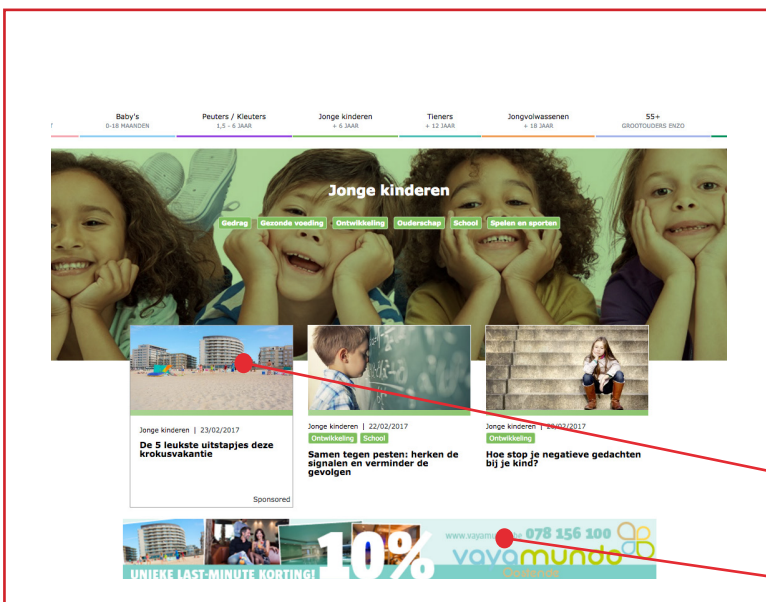 Baby's
0-18 MAANDEN
Peuters / Kleuters
1,5 - 6 JAAR
Jonge kinderen
+ 6 JAAR
Tieners
+ 12 JAAR
Jongvolwassenen
+ 18 JAAR
55+
GROOTOUDERS ENZO
Jonge kinderen
Gedrag Gezonde voeding Ontwikkeling Ouderschap School Spelen en sporten
Jonge kinderen | 23/02/2017
De 5 leukste uitstapjes deze
krokusvakantie
Sponsored
Jonge kinderen | 22/02/2017
Ontwikkeling School
Samen tegen pesten: herken de
signalen en verminder de
gevolgen
Jonge kinderen |
Ontwikkeling
Hoe stop je negatieve gedachten
bij je kind?
UNIEKE LAST-MINUTE KORTING!
10%
078 156 100
vayamundo
Oostende